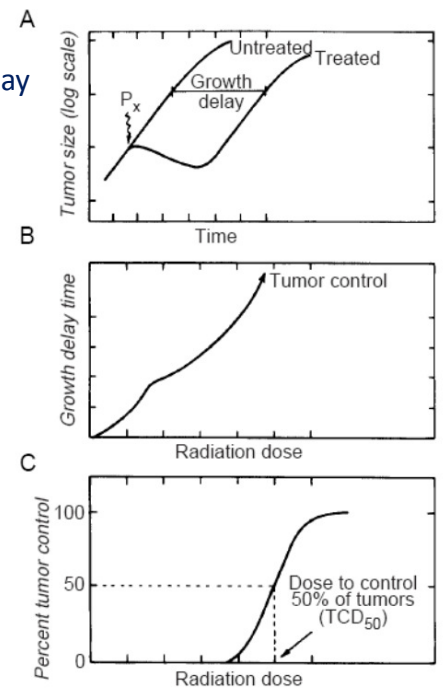 A
ay
Tumor size (log scale)
Untreated
Treated
Growth
delay
Px
Time
B
Growth delay time
Tumor control
Radiation dose
C
Percent tumor control
100
50
0
Dose to control
50% of tumors
(TCD50)
Radiation dose